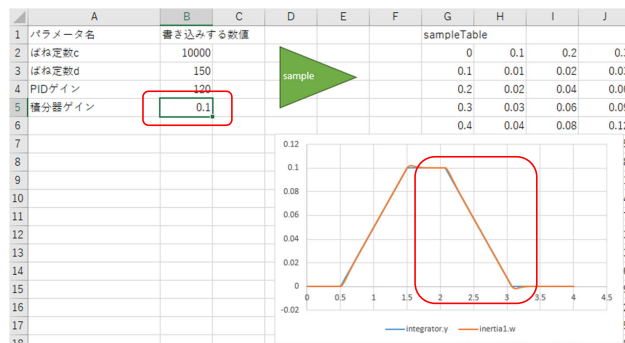 A B C D E F G H I J
1 パラメータ名 書き込みする数値 sampleTable
2 ばね定数c 10000 0 0.1 0.2
3 ばね定数d 150 sample 0.1 0.01 0.02
4 PIDゲイン 120 0.2 0.02 0.04
5 積分器ゲイン 0.1 0.3 0.03 0.06
6 0.4 0.04 0.08
7
8
9
10
11
12
13
14
15
16
17
0.12
0.1
0.08
0.06
0.04
0.02
0
-0.02
0 0.5 1 1.5 2 2.5 3 3.5 4 4.5
integrator.y inertia1.w